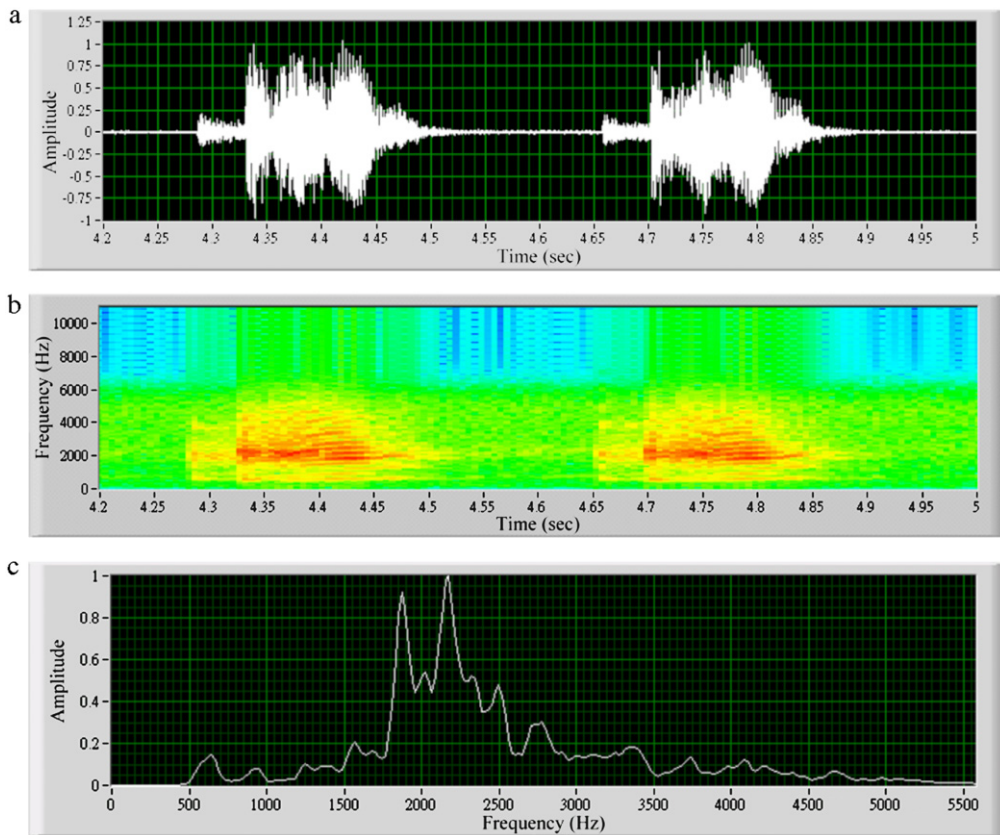 a
1 25
1
0.75
0.5
0.25
0
-0.25
-0.5
-0.75
-1
Amplitude
4.2 4.25 4.3 4.35 4.4 4.45 4.5 4.55 4.6 4.65 4.7 4.75 4.8 4.85 4.9 4.95 5
Time (sec)
b
10000
8000
6000
4000
2000
0
Frequency (Hz)
4.2 4.25 4.3 4.35 4.4 4.45 4.5 4.55 4.6 4.65 4.7 4.75 4.8 4.85 4.9 4.95 5
Time (sec)
c
1
0.8
0.6
0.4
0.2
0
Amplitude
0 500 1000 1500 2000 2500 3000 3500 4000 4500 5000 5500
Frequency (Hz)